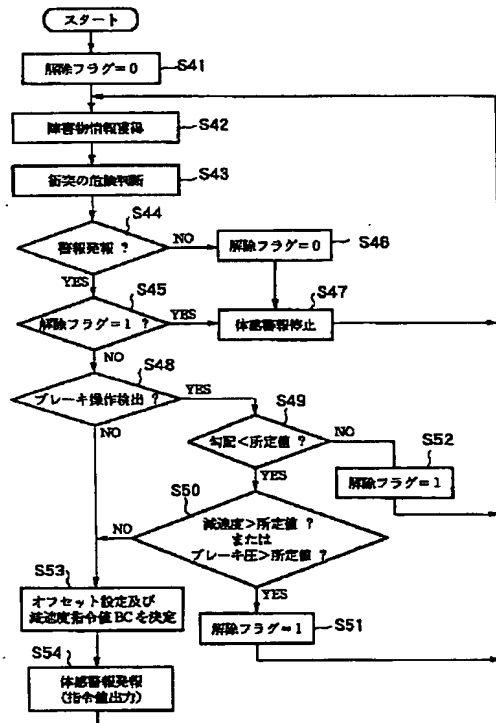 スタート
解除フラグ=0
S41
障害物情報獲得
S42
衝突の危険判断
S43
S44
警報発報 ?
NO
解除フラグ=0
S46
YES
S45
解除フラグ=1 ?
YES
S47
体感警報停止
NO
S48
ブレーキ操作検出 ?
YES
NO
S49
勾配<所定値 ?
NO
S52
解除フラグ=1
YES
S50
減速度>所定値 ?
または
ブレーキ圧>所定値 ?
NO
YES
解除フラグ=1
S51
S53
オフセット設定及び
減速度指令値BCを決定
S54
体感警報発報
(指令値出力)